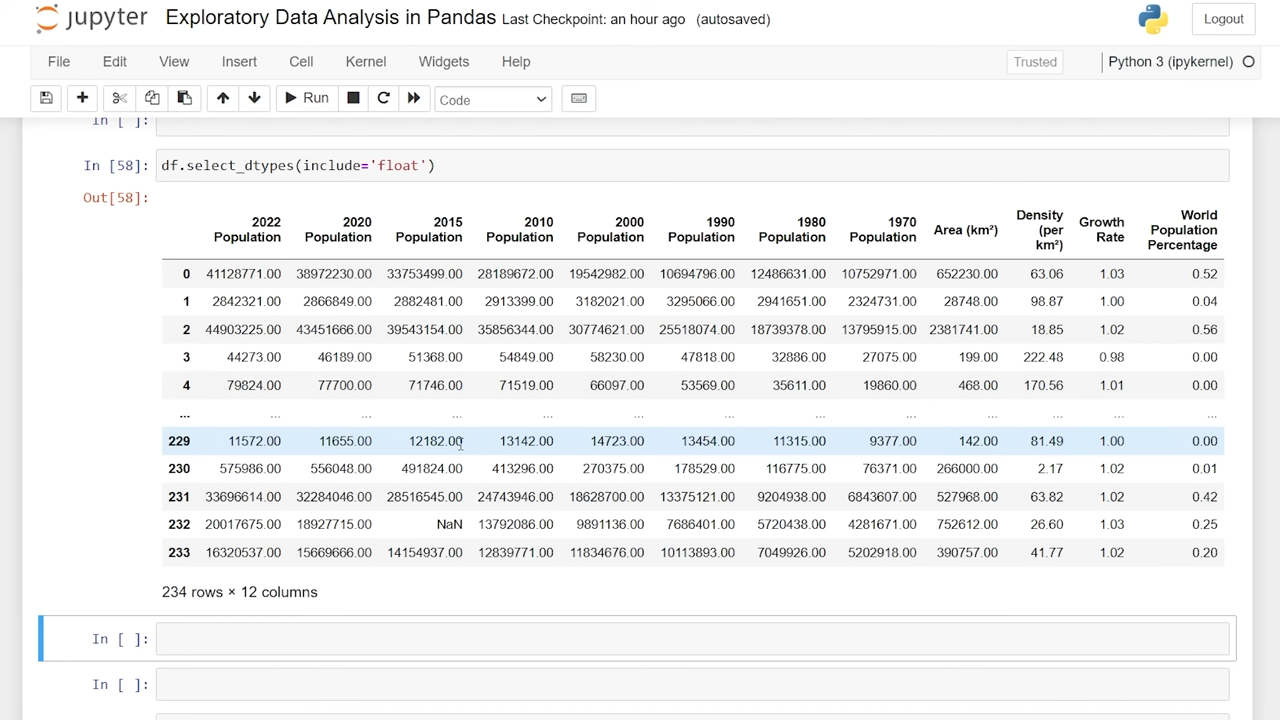 jupyter Exploratory Data Analysis in Pandas Last Checkpoint: an hour ago (autosaved) Logout
File Edit View Insert Cell Kernel Widgets Help Trusted Python 3 (ipykernel)
Run Code
In [ ]:
In [58]: df.select_dtypes(include='float')
Out[58]:
2022 Population 2020 Population 2015 Population 2010 Population 2000 Population 1990 Population 1980 Population 1970 Population Area (km²) Density (per km²) Growth Rate World Population Percentage
0 41128771.00 38972230.00 33753499.00 28189672.00 19542982.00 10694796.00 12486631.00 10752971.00 652230.00 63.06 1.03 0.52
1 2842321.00 2866849.00 2882481.00 2913399.00 3182021.00 3295066.00 2941651.00 2324731.00 28748.00 98.87 1.00 0.04
2 44903225.00 43451666.00 39543154.00 35856344.00 30774621.00 25518074.00 18739378.00 13795915.00 2381741.00 18.85 1.02 0.56
3 44273.00 46189.00 51368.00 54849.00 58230.00 47818.00 32886.00 27075.00 199.00 222.48 0.98 0.00
4 79824.00 77700.00 71746.00 71519.00 66097.00 53569.00 35611.00 19860.00 468.00 170.56 1.01 0.00
... ... ... ... ... ... ... ... ... ... ... ... ...
229 11572.00 11655.00 12182.00 13142.00 14723.00 13454.00 11315.00 9377.00 142.00 81.49 1.00 0.00
230 575986.00 556048.00 491824.00 413296.00 270375.00 178529.00 116775.00 76371.00 266000.00 2.17 1.02 0.01
231 33696614.00 32284046.00 28516545.00 24743946.00 18628700.00 13375121.00 9204938.00 6843607.00 527968.00 63.82 1.02 0.42
232 20017675.00 18927715.00 NaN 13792086.00 9891136.00 7686401.00 5720438.00 4281671.00 752612.00 26.60 1.03 0.25
233 16320537.00 15669666.00 14154937.00 12839771.00 11834676.00 10113893.00 7049926.00 5202918.00 390757.00 41.77 1.02 0.20
234 rows × 12 columns
In [ ]:
In [ ]: